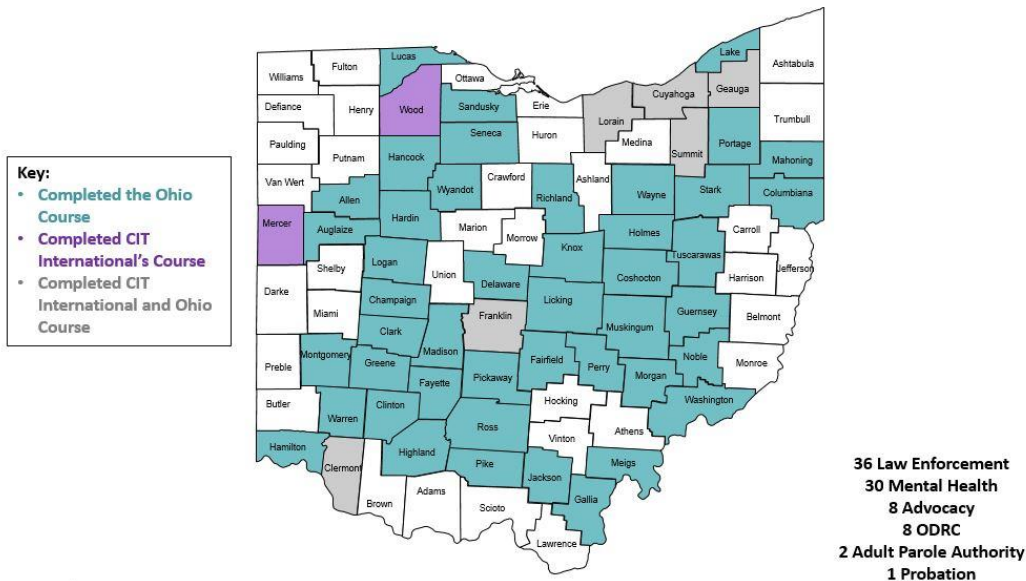 Lake
Lucas
Ashtabula
Fulton
Williams
Ottawa
Geauga
Cuyahoga
Defiance
Henry
Wood
Sandusky
Erie
Lorain
Trumbull
Seneca
Huron
Medina
Summit
Portage
Paulding
Putnam
Hancock
Mahoning
Van Wert
Crawford
Ashland
Allen
Wyandot
Richland
Wayne
Stark
Columbiana
Mercer
Auglaize
Hardin
Marion
Morrow
Holmes
Carroll
Knox
Tuscarawas
Shelby
Logan
Union
Jefferson
Delaware
Coshocton
Harrison
Darke
Champaign
Licking
Miami
Franklin
Guernsey
Belmont
Clark
Muskingum
Madison
Montgomery
Greene
Fairfield
Noble
Preble
Perry
Monroe
Fayette
Pickaway
Morgan
Butler
Warren
Clinton
Hocking
Washington
Ross
Athens
Hamilton
Vinton
Highland
Pike
Clermont
Jackson
Meigs
Adams
Gallia
Brown
Scioto
Lawrence
Key:
• Completed the Ohio
Course
• Completed CIT
International's Course
• Completed CIT
International and Ohio
Course
36 Law Enforcement
30 Mental Health
8 Advocacy
8 ODRC
2 Adult Parole Authority
1 Probation